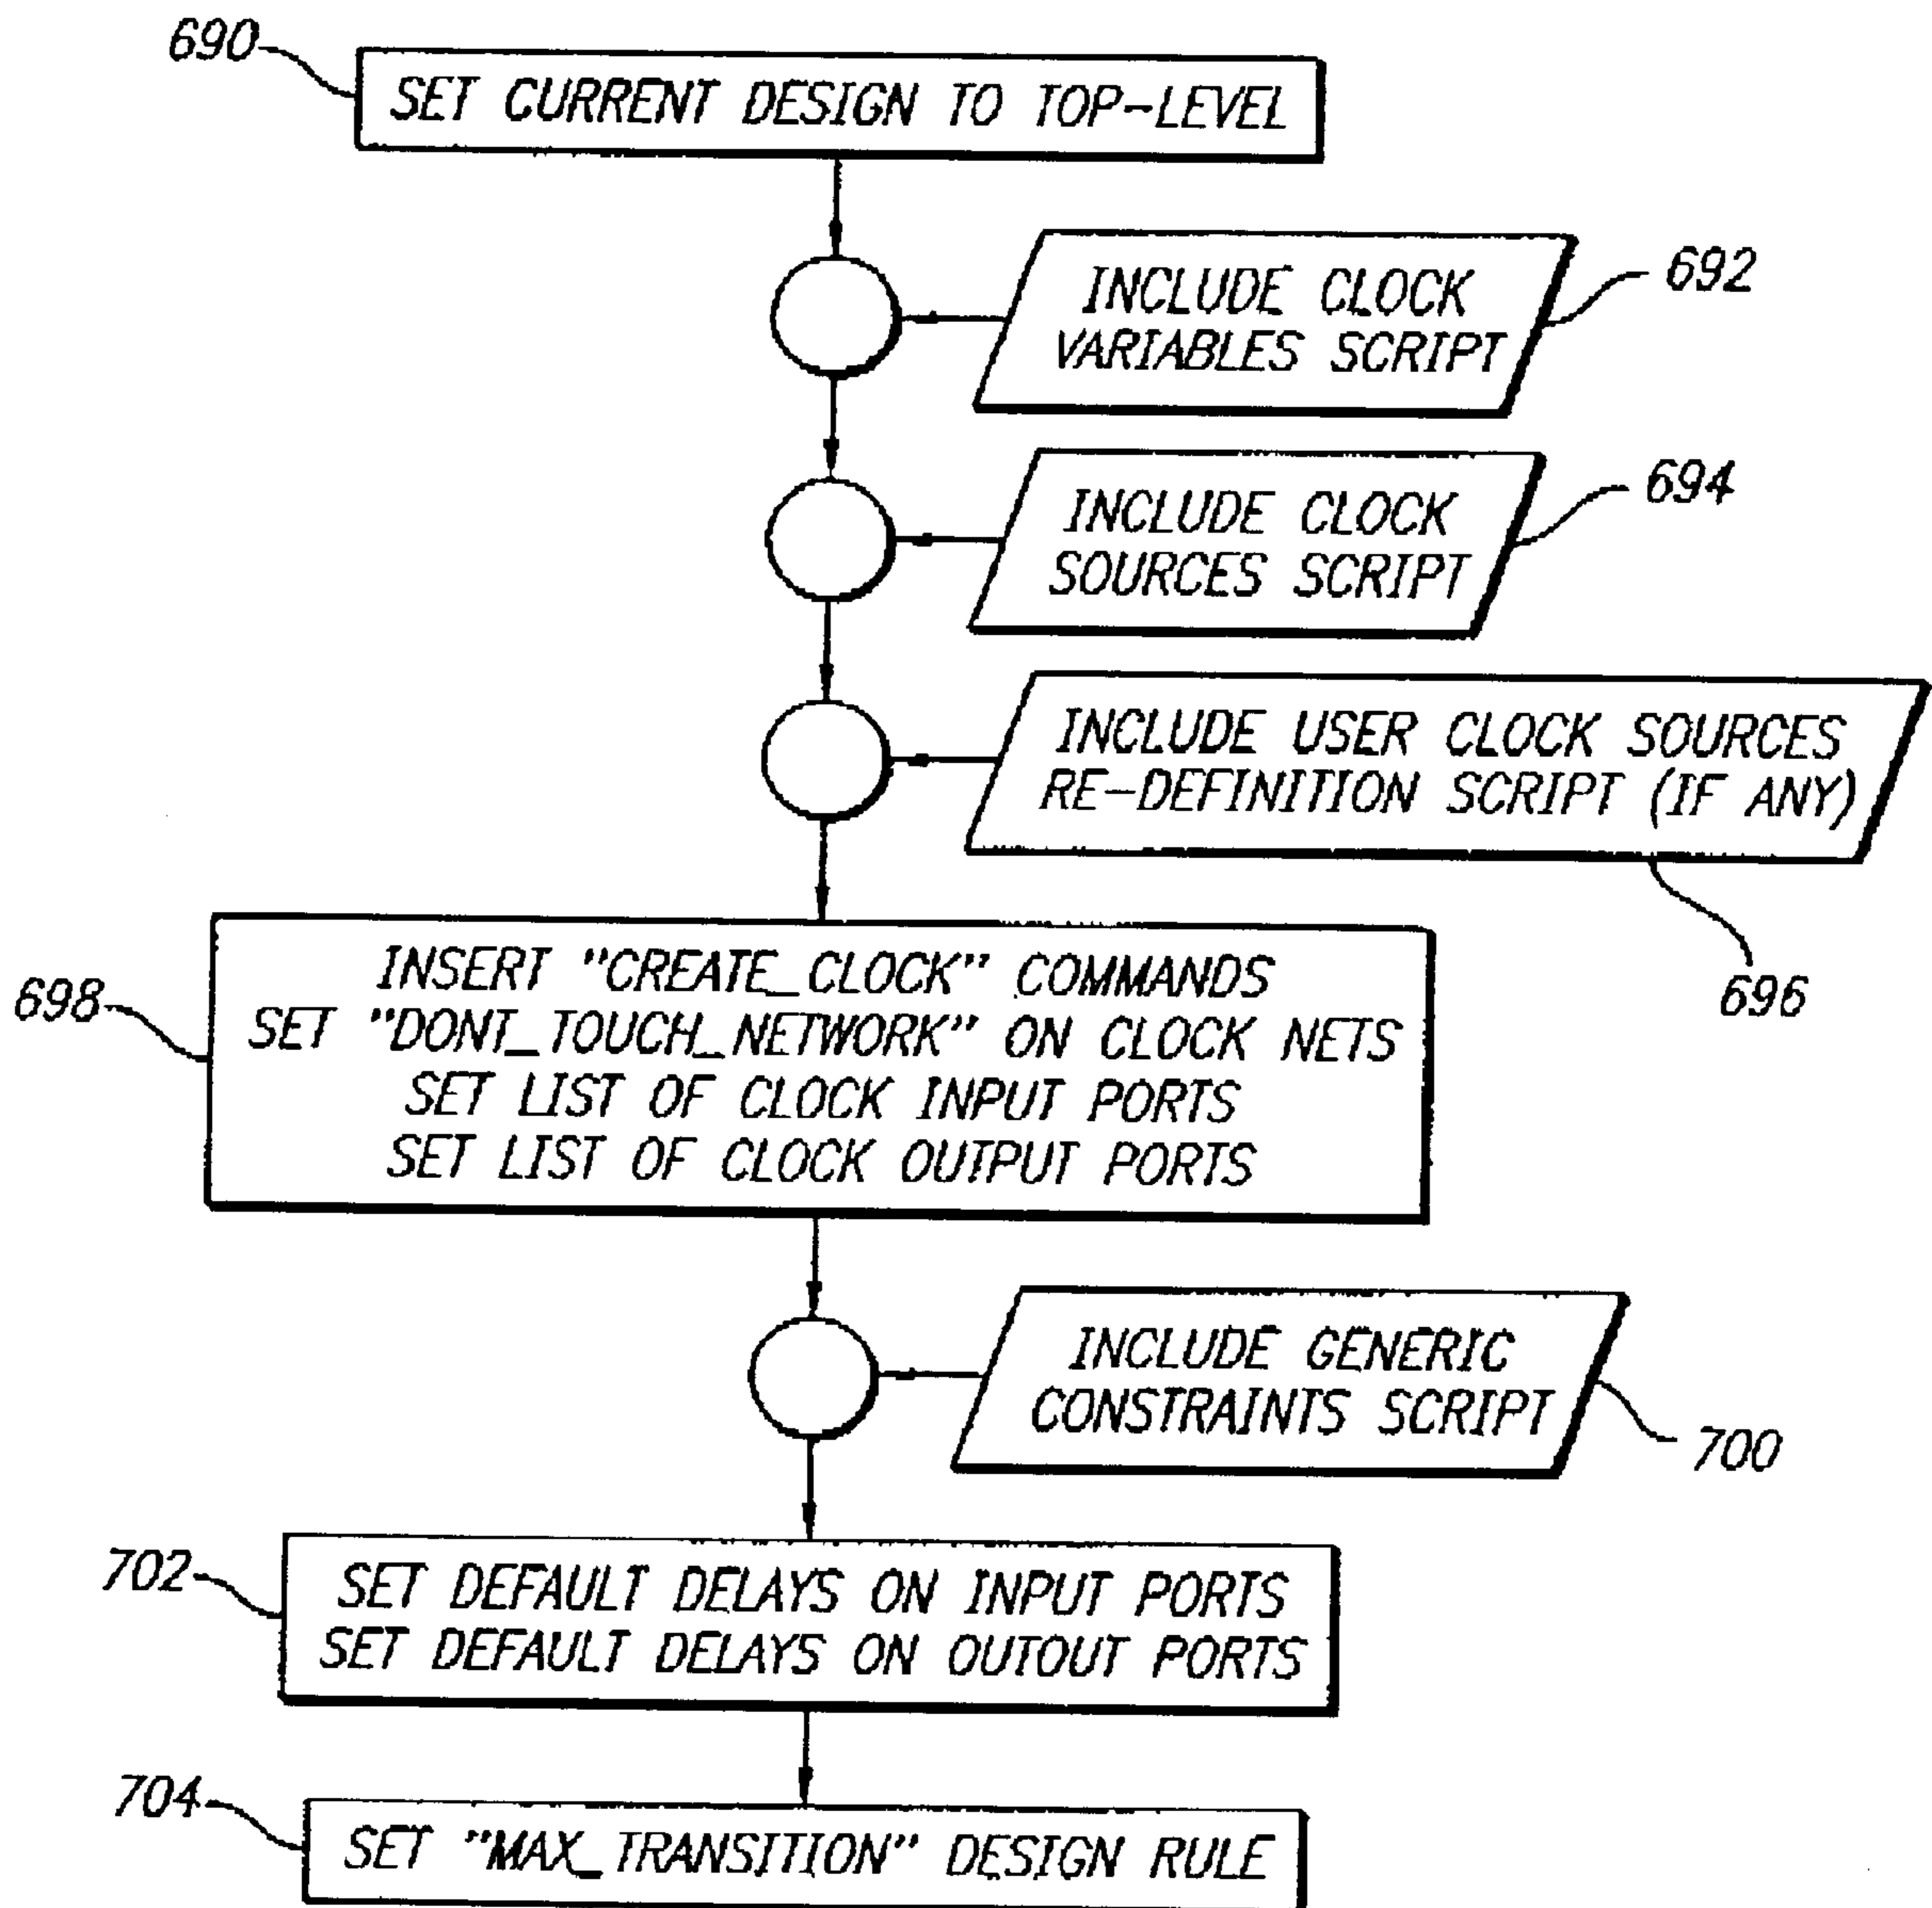 690
SET CURRENT DESIGN TO TOP-LEVEL
INCLUDE CLOCK
VARIABLES SCRIPT
692
INCLUDE CLOCK
SOURCES SCRIPT
694
INCLUDE USER CLOCK SOURCES
RE-DEFINITION SCRIPT (IF ANY)
696
698
INSERT "CREATE_CLOCK" COMMANDS
SET "DONT_TOUCH_NETWORK" ON CLOCK NETS
SET LIST OF CLOCK INPUT PORTS
SET LIST OF CLOCK OUTPUT PORTS
INCLUDE GENERIC
CONSTRAINTS SCRIPT
700
702
SET DEFAULT DELAYS ON INPUT PORTS
SET DEFAULT DELAYS ON OUTOUT PORTS
704
SET "MAX_TRANSITION" DESIGN RULE